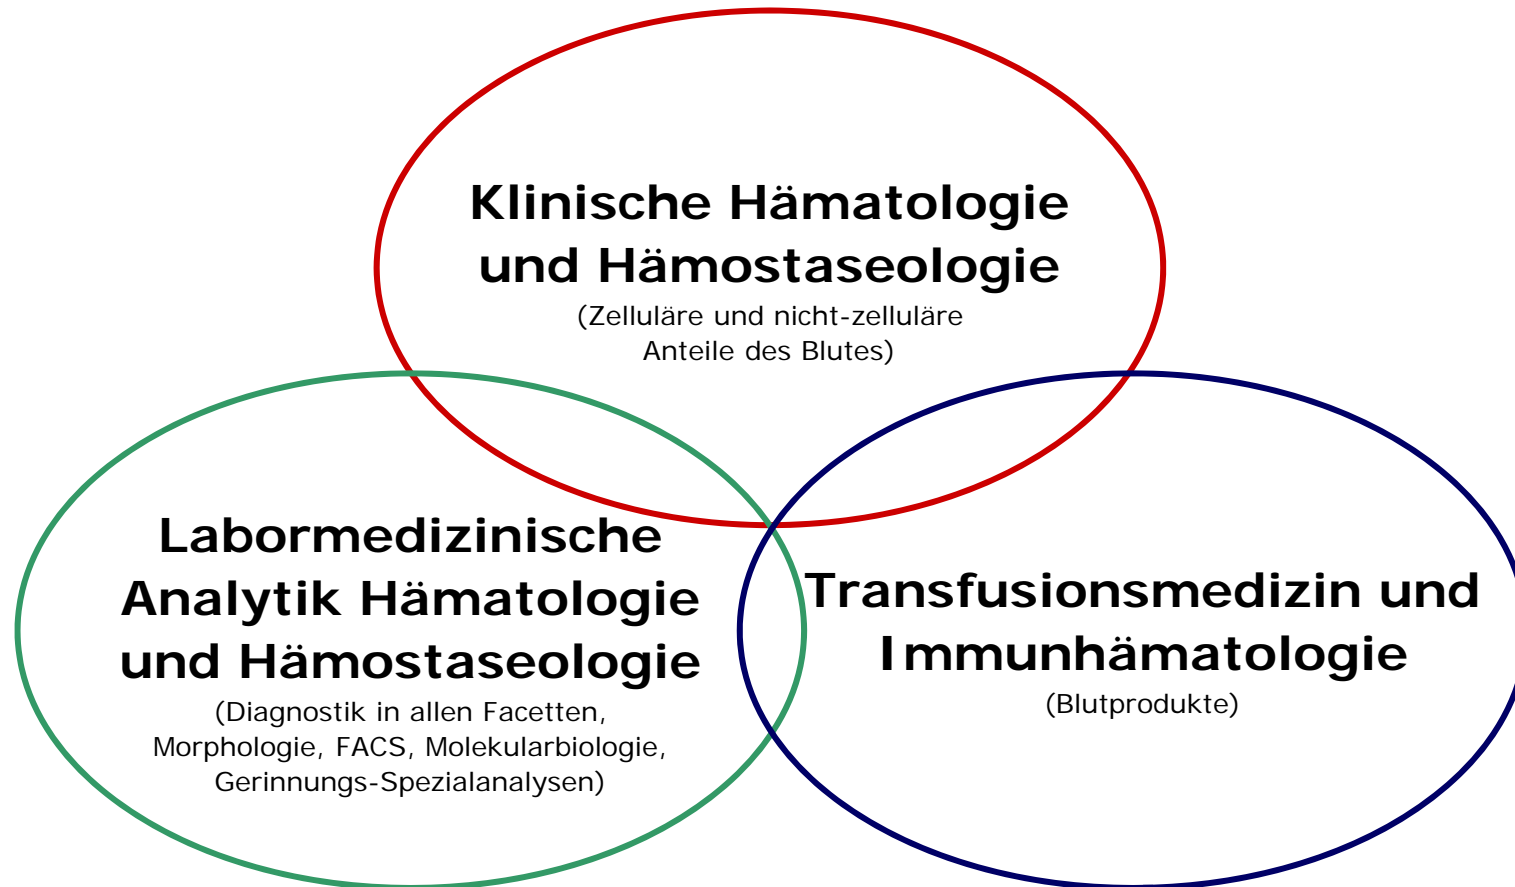 Klinische Hämatologie
und Hämostaseologie
(Zelluläre und nicht-zelluläre
Anteile des Blutes)
Labormedizinische
Analytik Hämatologie
und Hämostaseologie
(Diagnostik in allen Facetten,
Morphologie, FACS, Molekularbiologie,
Gerinnungs-Spezialanalysen)
Transfusionsmedizin und
Immunhämatologie
(Blutprodukte)